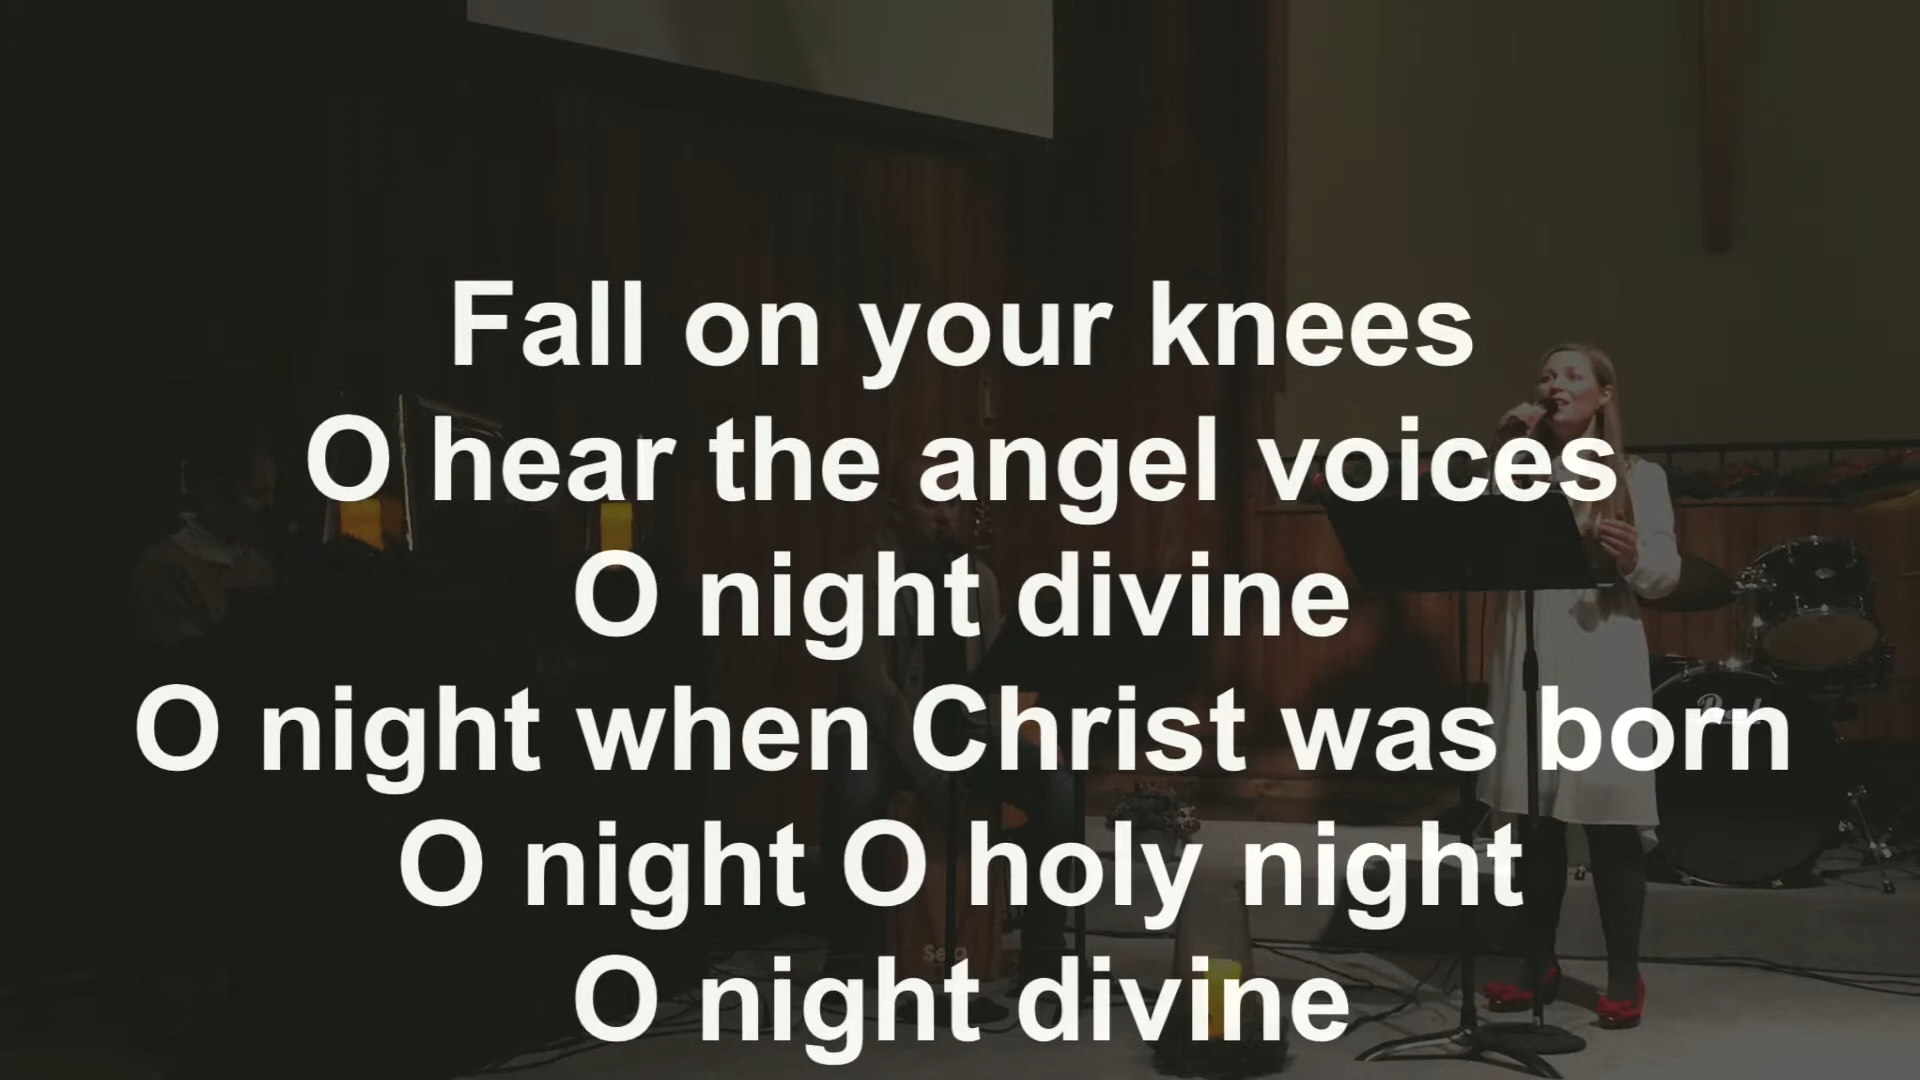 Fall on your knees
O hear the angel voices
O night divine
O night when Christ was born
O night O holy night
O night divine